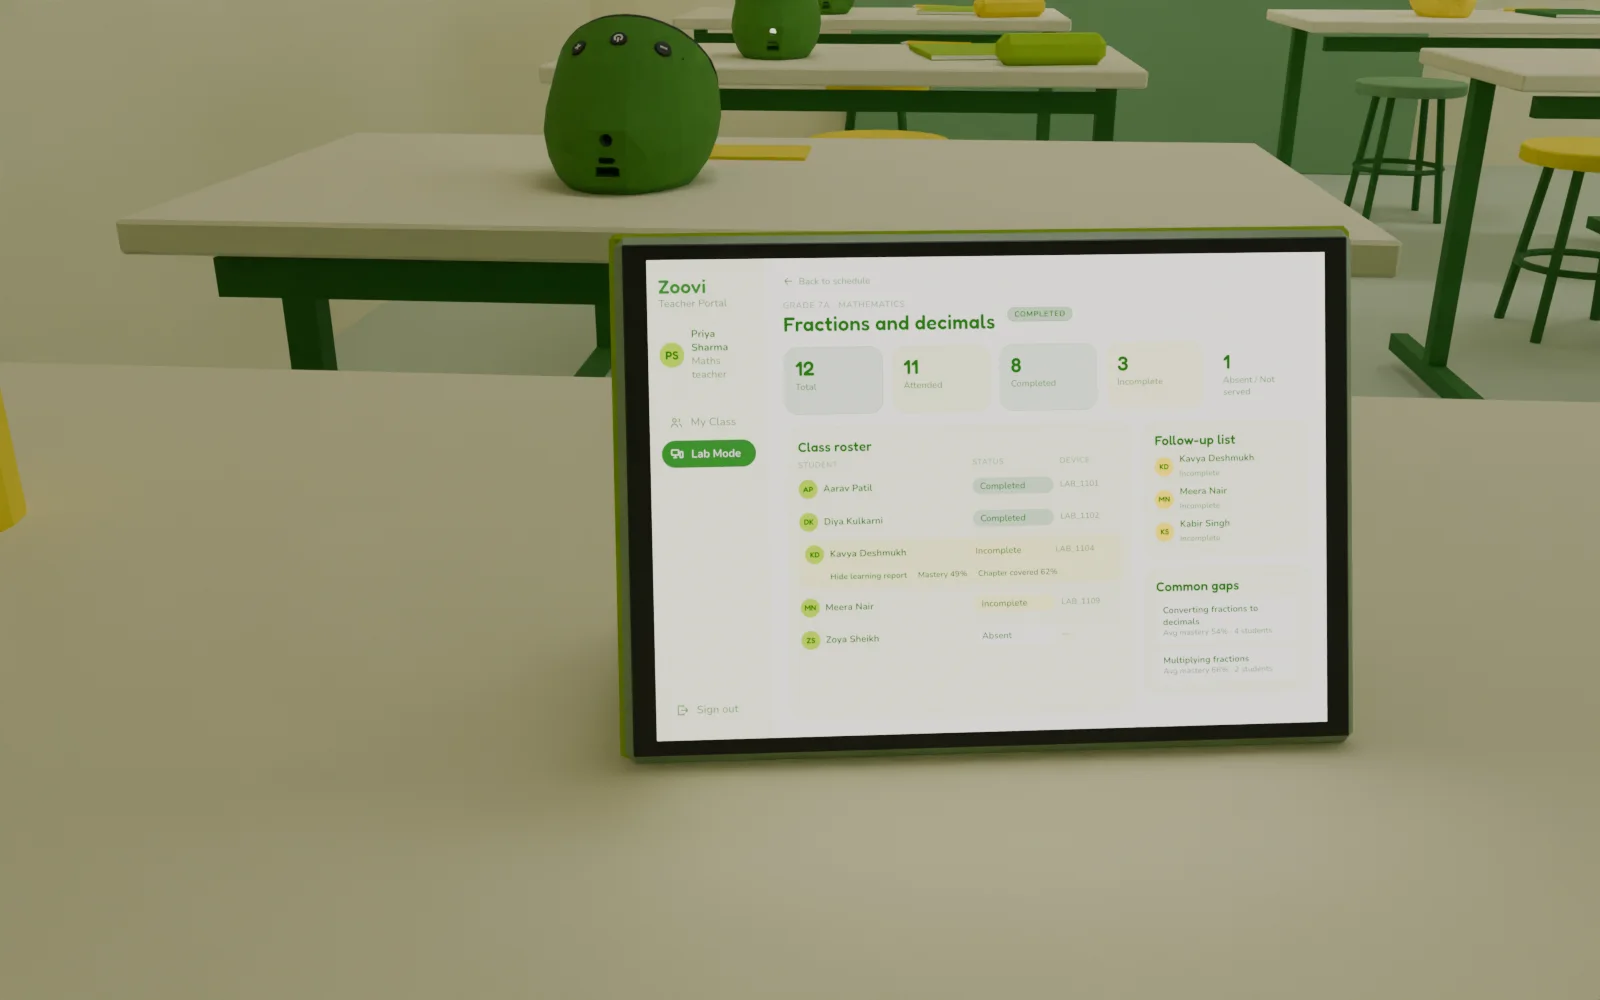 Zoovi
Teacher Portal
PS
Priya
Sharma
Maths
teacher
My Class
Lab Mode
Sign out
← Back to schedule
GRADE 7A · MATHEMATICS
Fractions and decimals
COMPLETED
12
Total
11
Attended
8
Completed
3
Incomplete
1
Absent / Not
served
Class roster
STUDENT STATUS DEVICE
AP Aarav Patil Completed LAB_1101
DK Diya Kulkarni Completed LAB_1102
KD Kavya Deshmukh Incomplete LAB_1104
Hide learning report Mastery 49% Chapter covered 62%
MN Meera Nair Incomplete LAB_1109
ZS Zoya Sheikh Absent —
Follow-up list
KD Kavya Deshmukh
Incomplete
MN Meera Nair
Incomplete
KS Kabir Singh
Incomplete
Common gaps
Converting fractions to
decimals
Avg mastery 54% · 4 students
Multiplying fractions
Avg mastery · 2 students